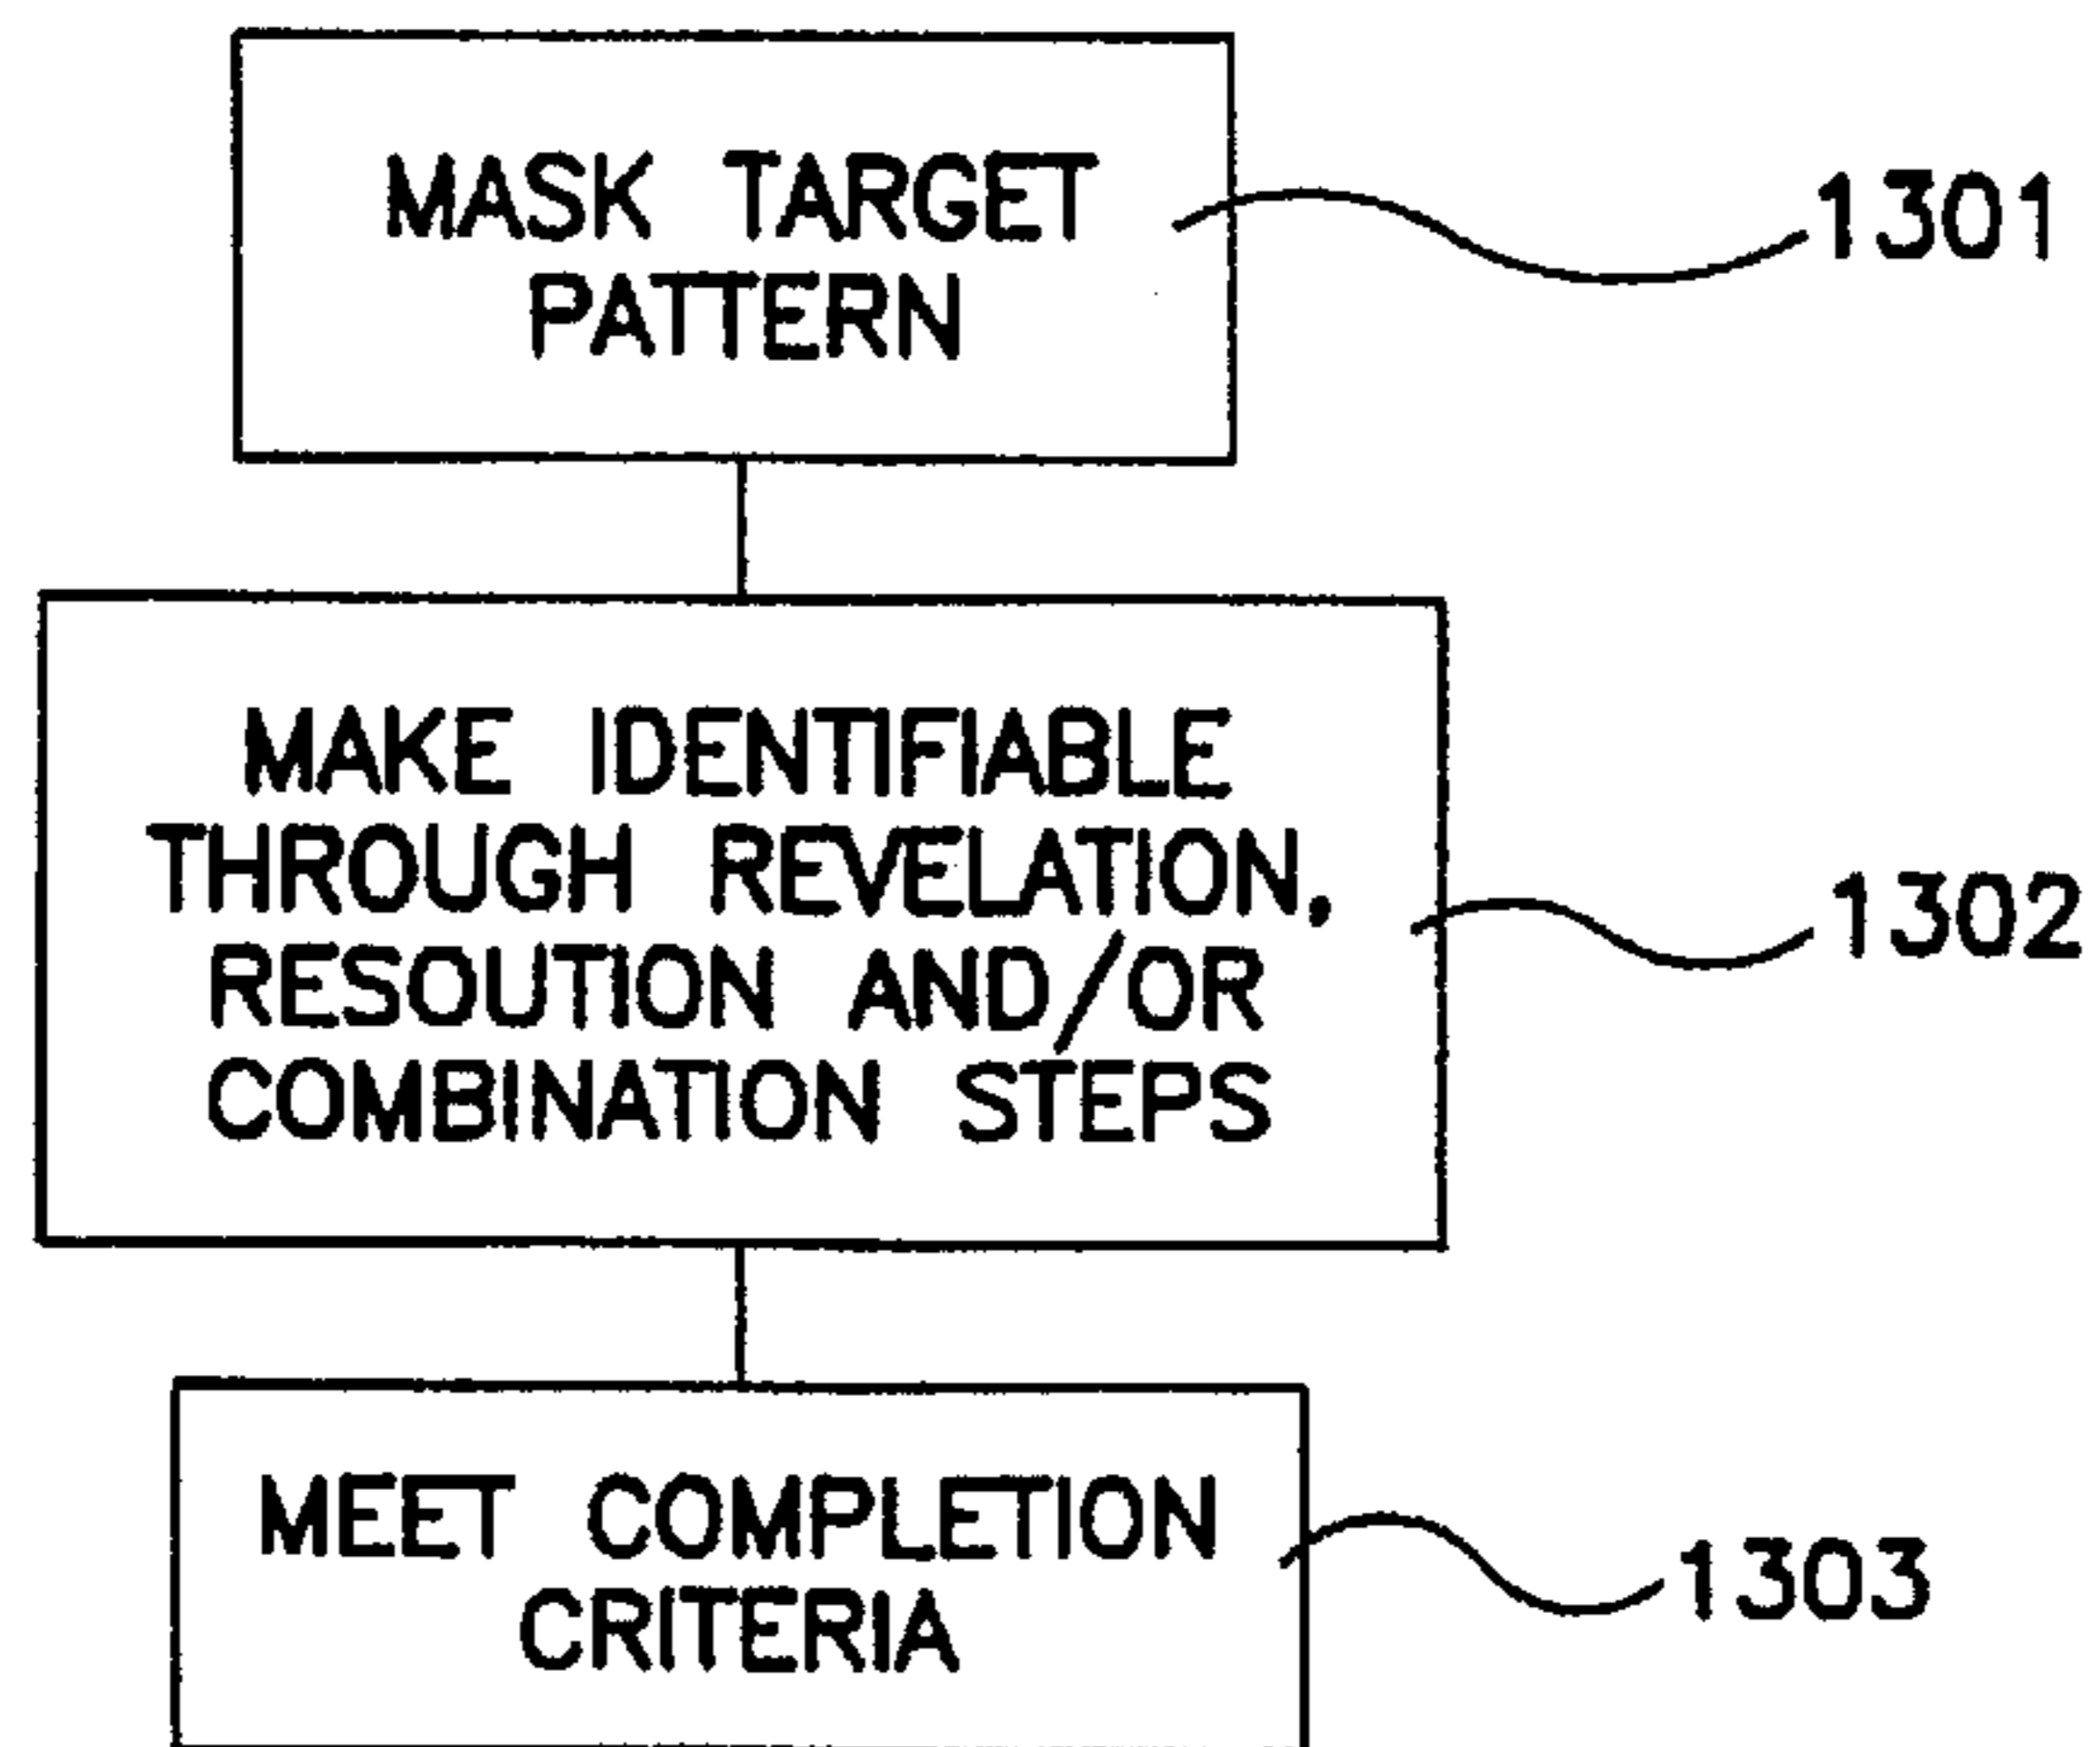 MASK TARGET
PATTERN
1301
MAKE IDENTIFIABLE
THROUGH REVELATION,
RESOUTION AND/OR
COMBINATION STEPS
1302
MEET COMPLETION
CRITERIA
1303